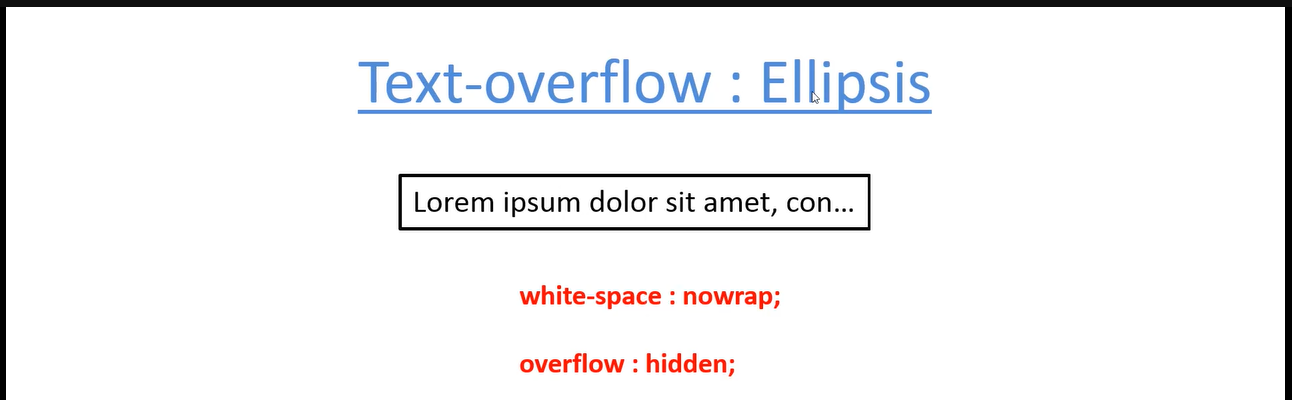 Text-overflow : Ellipsis
Lorem ipsum dolor sit amet, con...
white-space : nowrap;
overflow : hidden;